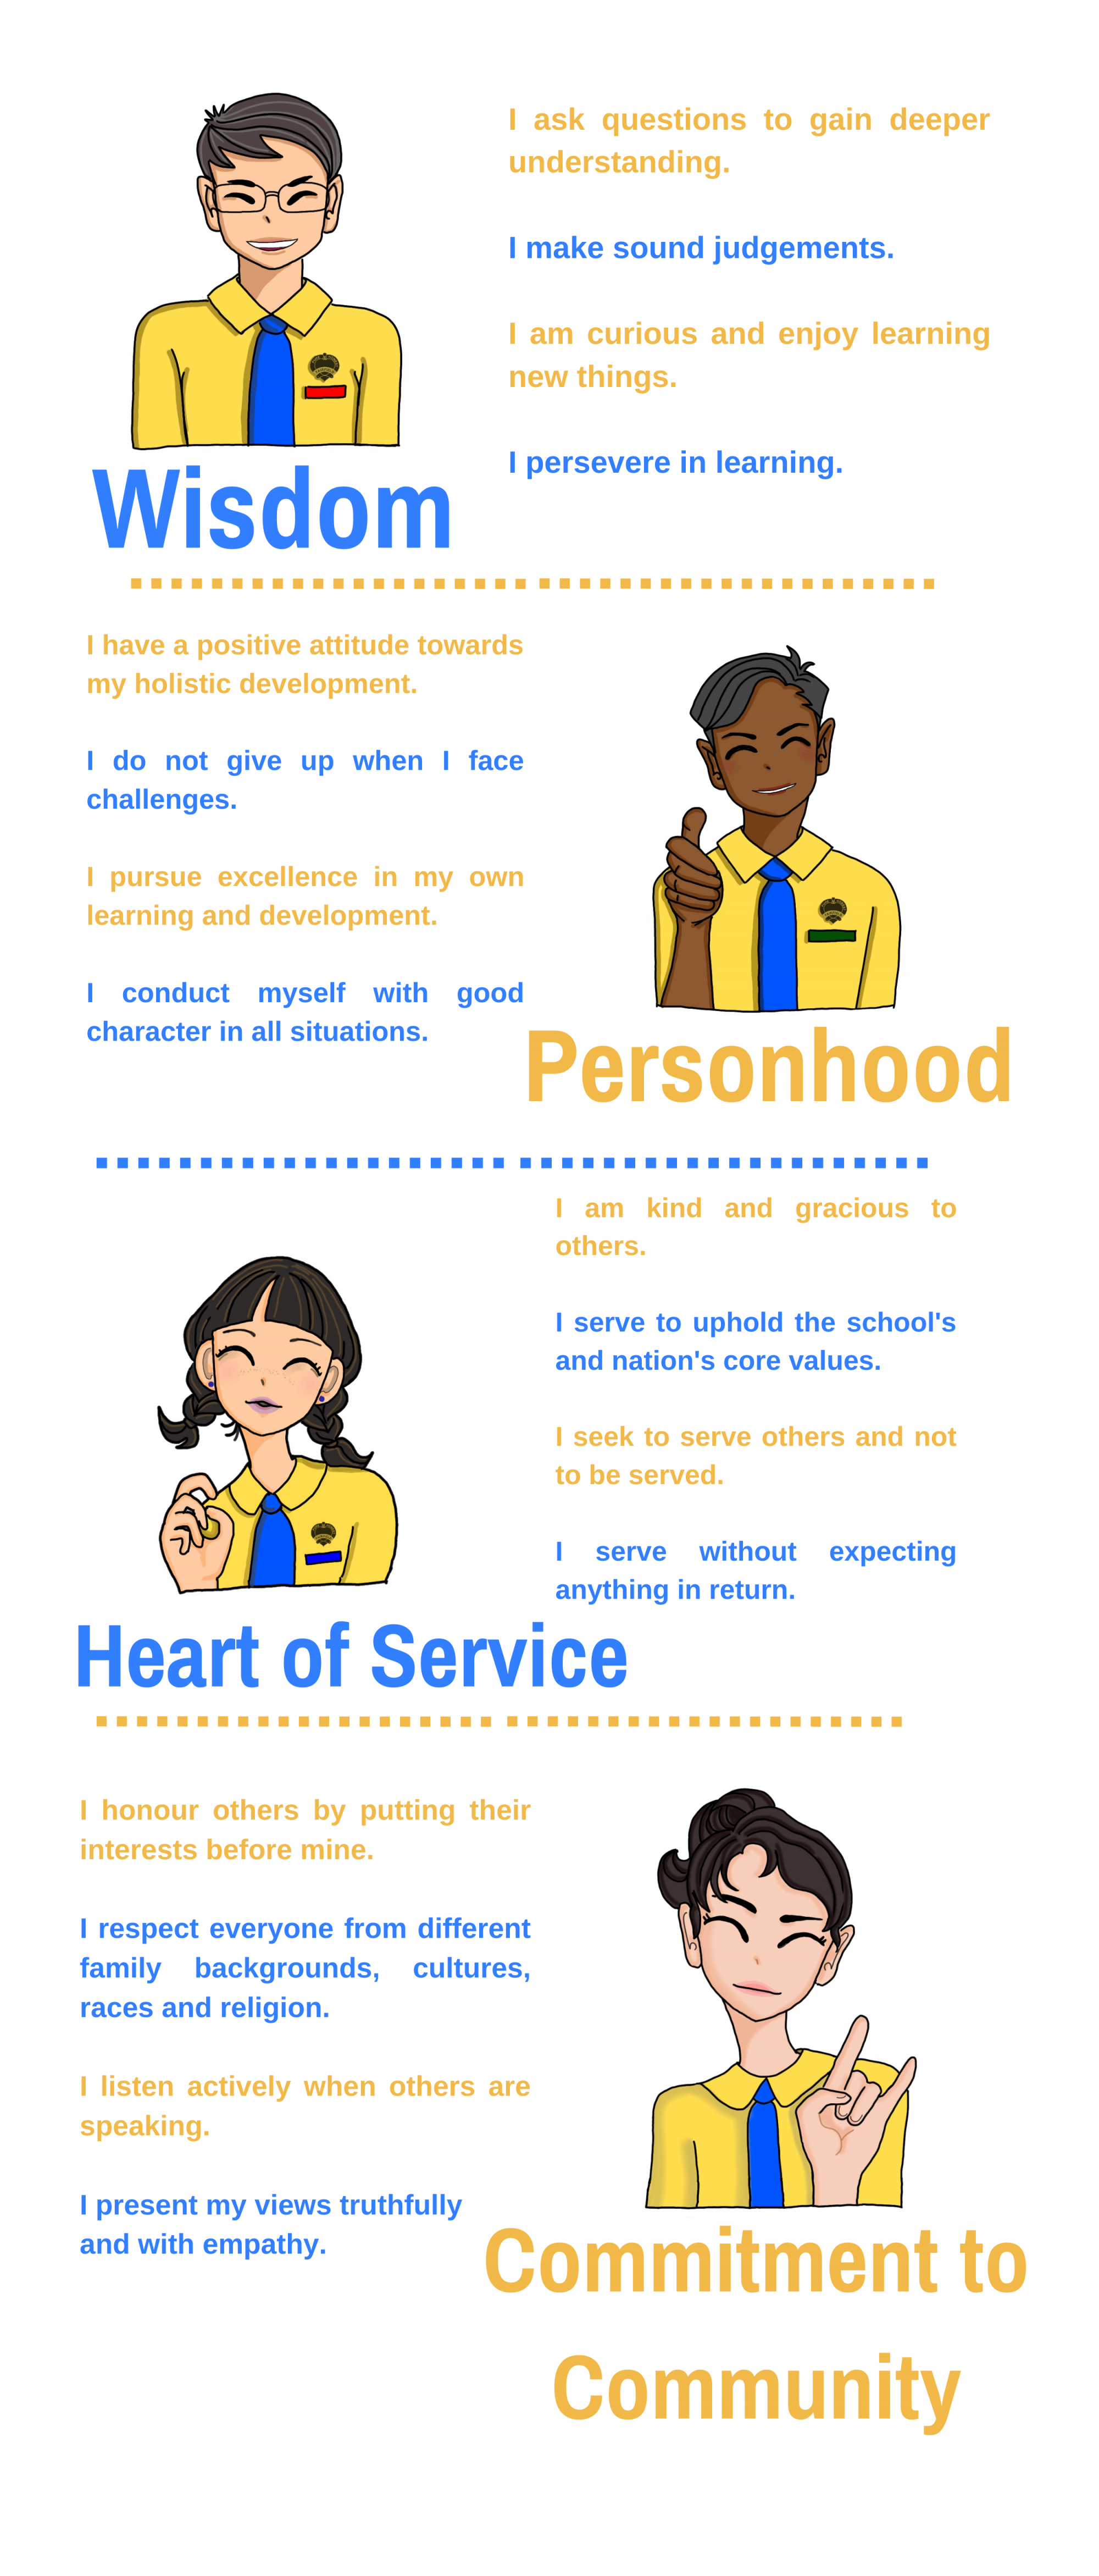 I ask questions to gain deeper
understanding.
I make sound judgements.
I am curious and enjoy learning
new things.
I persevere in learning.
Wisdom
I have a positive attitude towards
my holistic development.
I do not give up when I face
challenges.
I pursue excellence in my own
learning and development.
I conduct myself with good
character in all situations.
Personhood
I am kind and gracious to
others.
I serve to uphold the school's
and nation's core values.
I seek to serve others and not
to be served.
I serve without expecting
anything in return.
Heart of Service
I honour others by putting their
interests before mine.
I respect everyone from different
family backgrounds, cultures,
races and religion.
I listen actively when others are
speaking.
I present my views truthfully
and with empathy.
Commitment to
Community